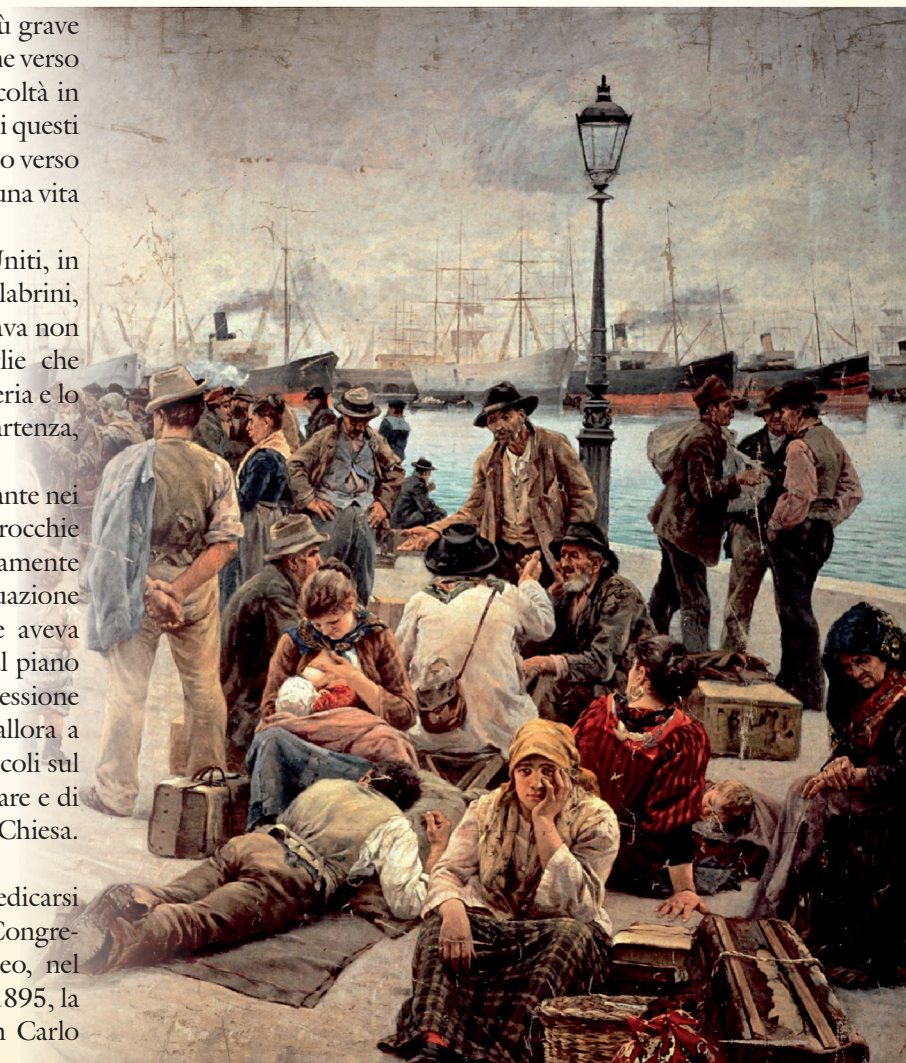 ù grave
ne verso
coltà in
i questi
o verso
una vita
Uniti, in
labrini,
ava non
lie che
eria e lo
artenza,
ante nei
rocchie
amente
uazione
e aveva
l piano
essione
allora a
coli sul
are e di
Chiesa.
edicarsi
Congre-
eo, nel
1895, la
n Carlo